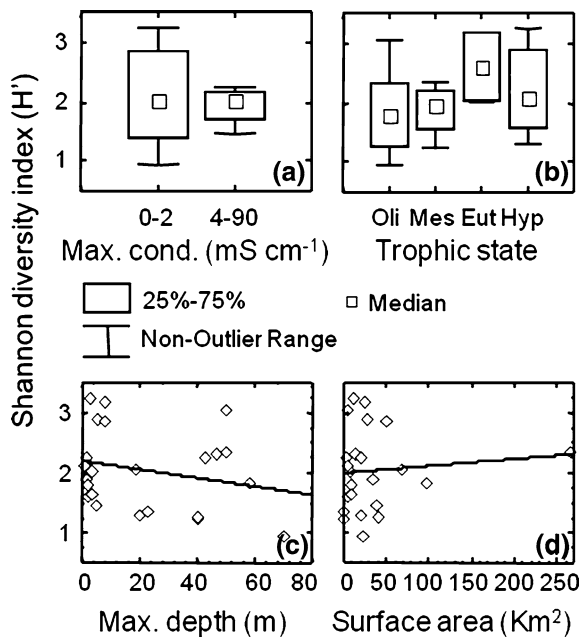 Shannon diversity index (H')
3
2
1
(a)
0-2 4-90
Max. cond. (mS cm-1)
(b)
Oli Mes Eut Hyp
Trophic state
25%-75%
Median
Non-Outlier Range
3
2
1
(c)
0 20 40 60 80
Max. depth (m)
(d)
0 50 100 150 200 250
Surface area (Km2)